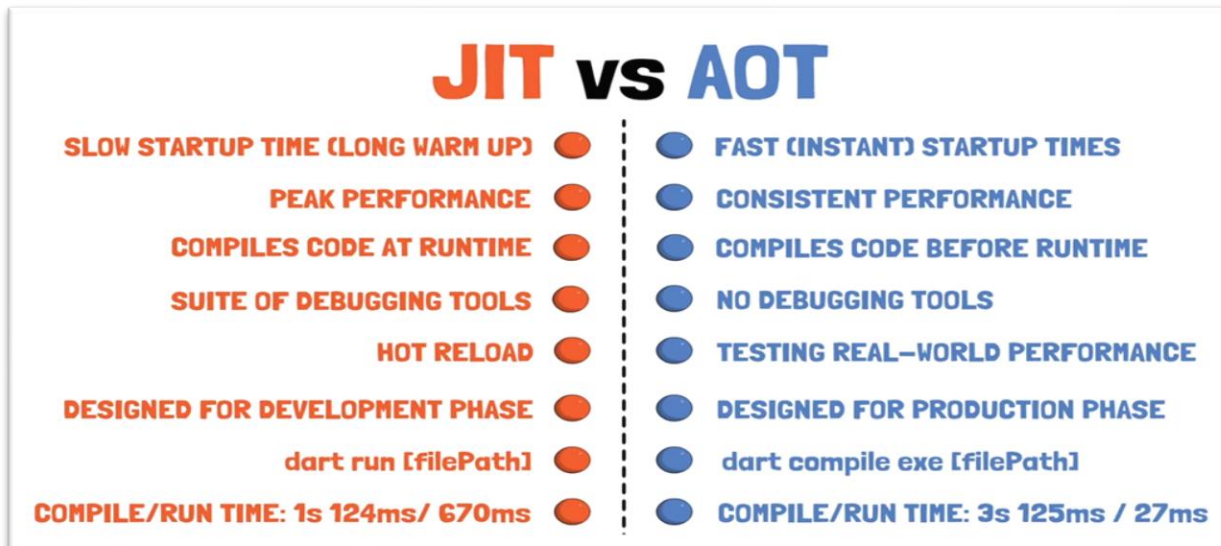 JIT vs AOT
SLOW STARTUP TIME (LONG WARM UP)
FAST (INSTANT) STARTUP TIMES
PEAK PERFORMANCE
CONSISTENT PERFORMANCE
COMPILES CODE AT RUNTIME
COMPILES CODE BEFORE RUNTIME
SUITE OF DEBUGGING TOOLS
NO DEBUGGING TOOLS
HOT RELOAD
TESTING REAL-WORLD PERFORMANCE
DESIGNED FOR DEVELOPMENT PHASE
DESIGNED FOR PRODUCTION PHASE
dart run [filePath]
dart compile exe [filePath]
COMPILE/RUN TIME: 1s 124ms/ 670ms
COMPILE/RUN TIME: 3s 125ms / 27ms